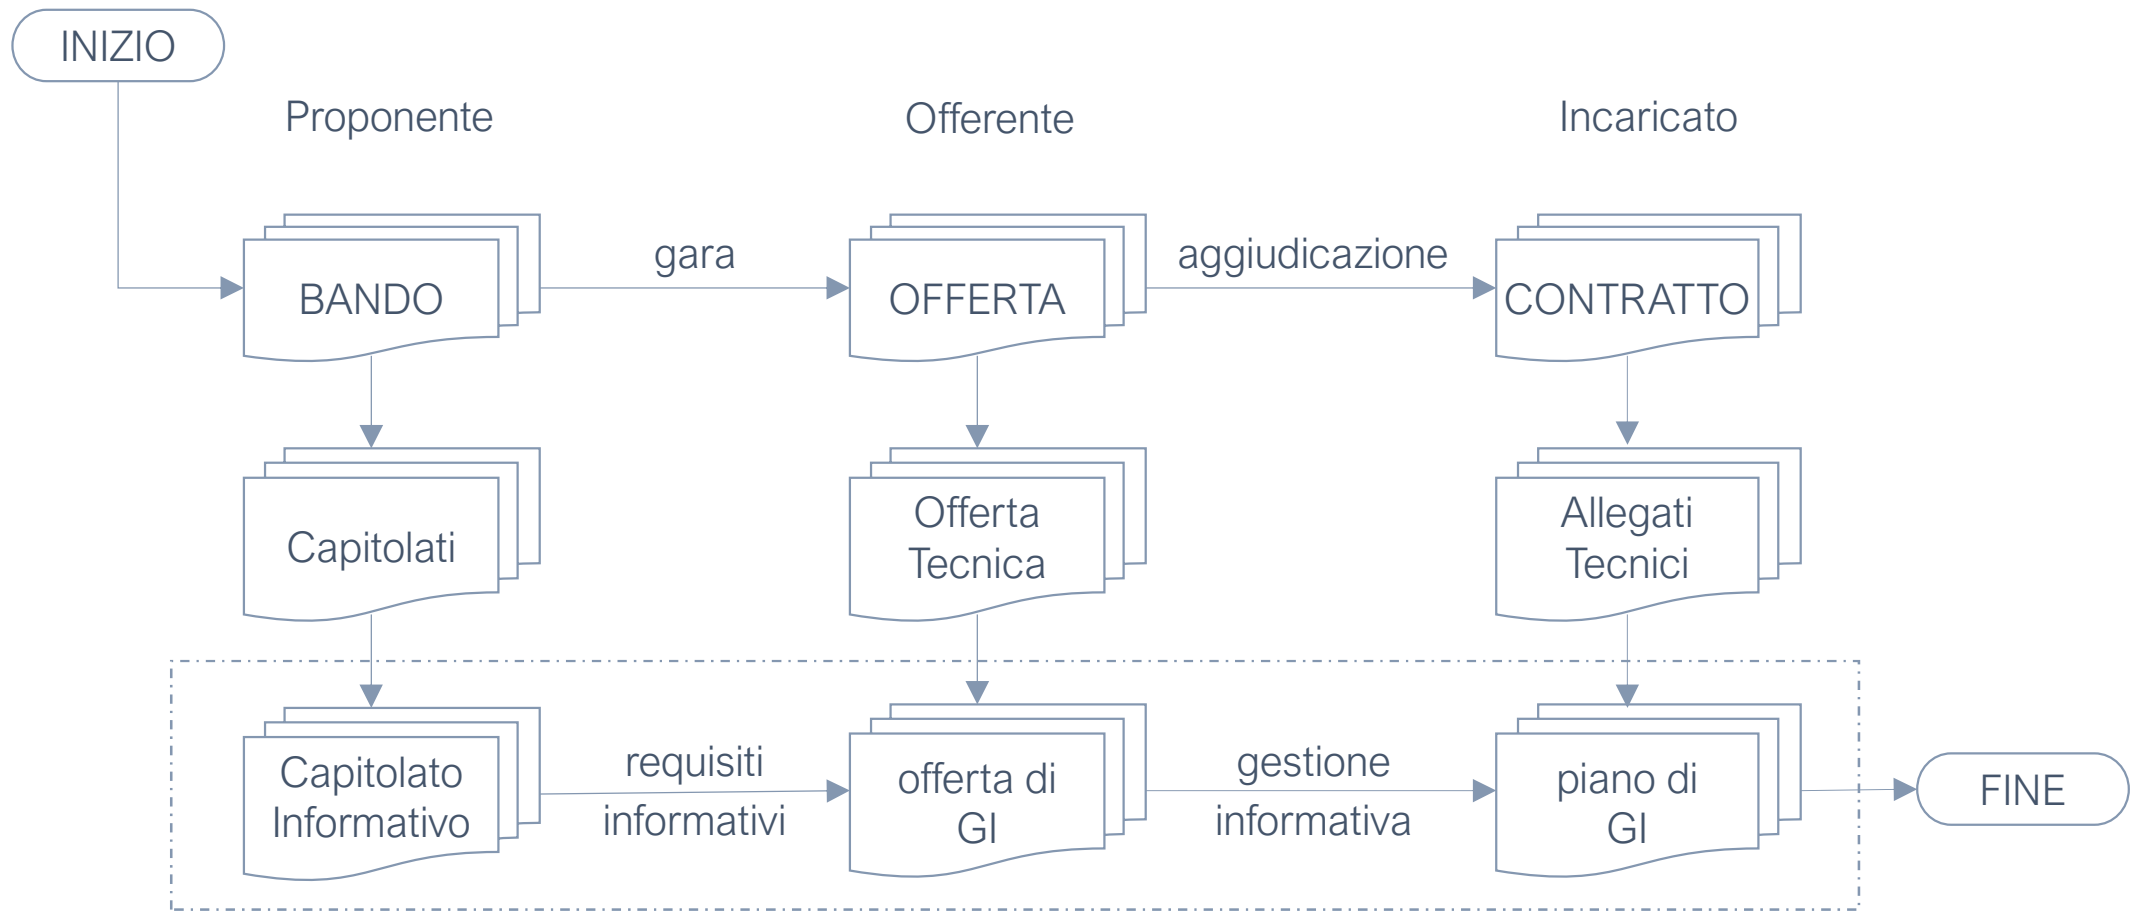 INIZIO
Proponente
Offerente
Incaricato
BANDO
gara
OFFERTA
aggiudicazione
CONTRATTO
Capitolati
Offerta
Tecnica
Allegati
Tecnici
Capitolato
Informativo
requisiti
informativi
offerta di
GI
gestione
informativa
piano di
GI
FINE